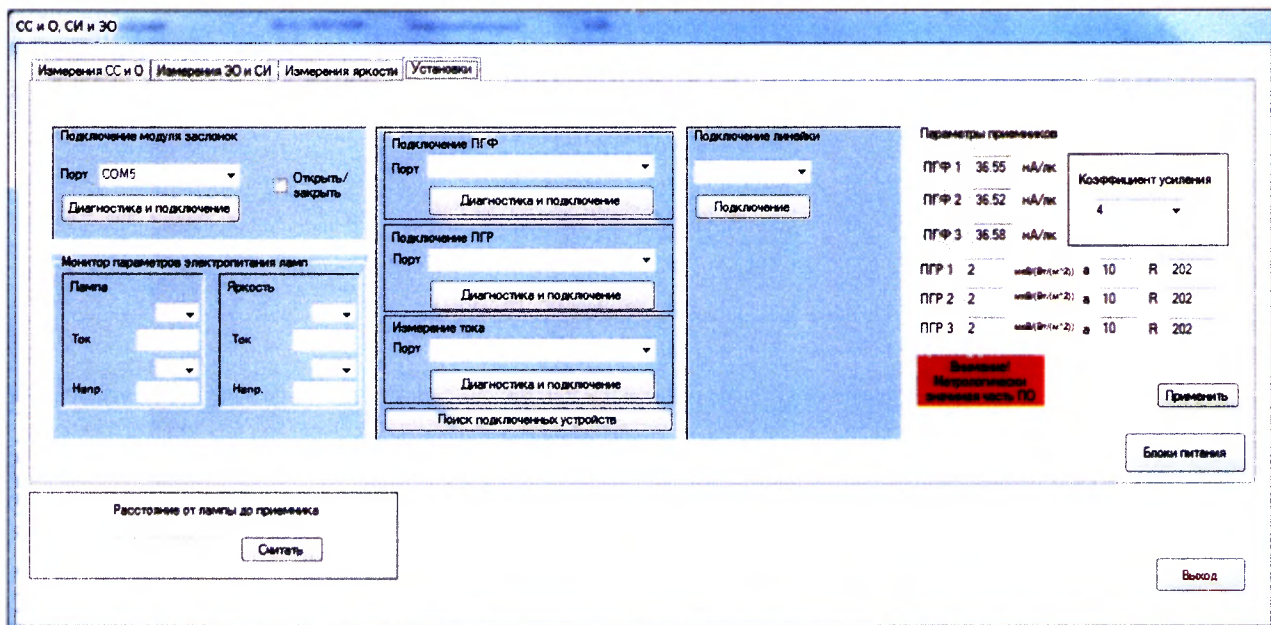 СС и О, СИ и ЭО
Измерения СС и О
Измерения ЭО и СИ
Измерения яркости
Установки
Подключение модуля заслонок
Порт COM5
Открыть/
закрыть
Диагностика и подключение
Монитор параметров электропитания ламп
Лампа
Ток
Напр.
Яркость
Ток
Напр.
Подключение ПГФ
Порт
Диагностика и подключение
Подключение ПГР
Порт
Диагностика и подключение
Измерение тока
Порт
Диагностика и подключение
Поиск подключенных устройств
Подключение линейки
Подключение
Параметры приемников
ПГФ 1 36.55 нА/лк
ПГФ 2 36.52 нА/лк
ПГФ 3 36.58 нА/лк
Коэффициент усиления
4
ПГР 1 2 a 10 R 202
ПГР 2 2 a 10 R 202
ПГР 3 2 a 10 R 202
Внимание!
Метрологически
значимая часть ПО
Применить
Блоки питания
Расстояние от лампы до приемника
Считать
Выход